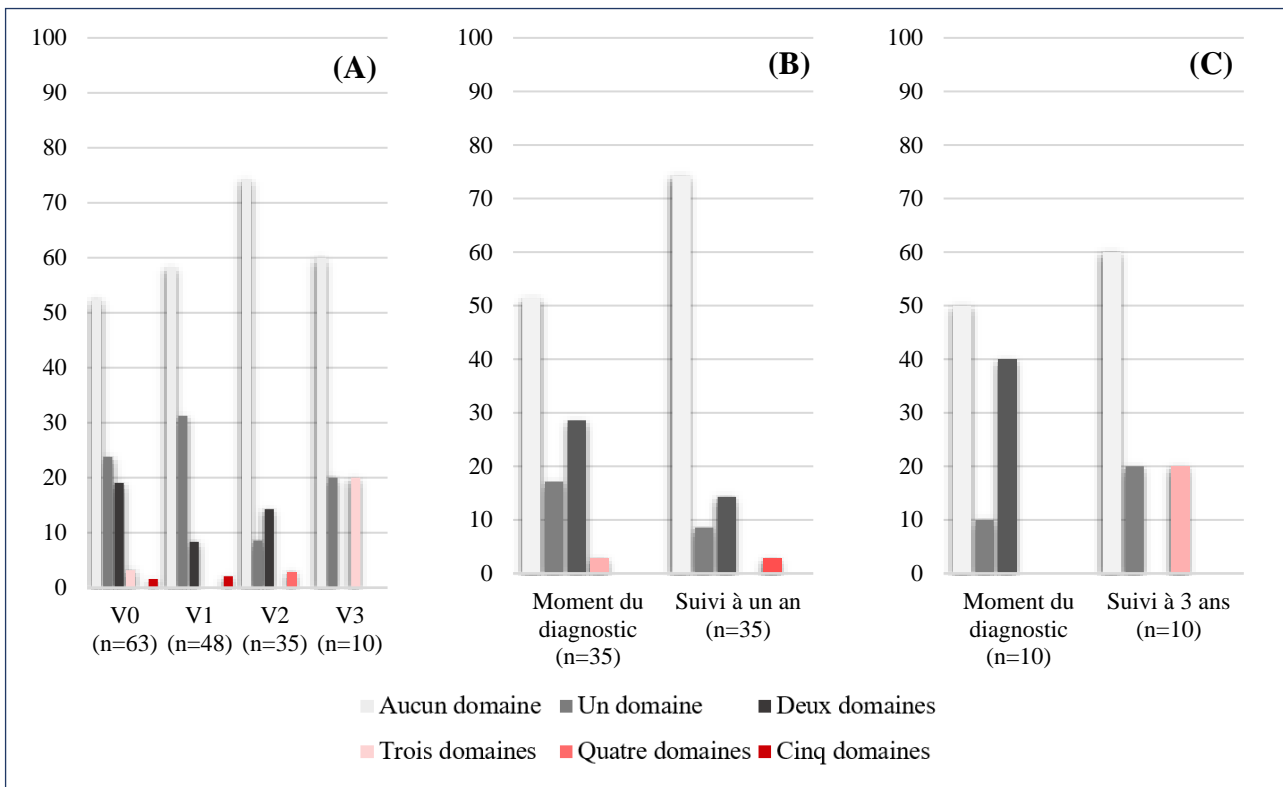 100
90
80
70
60
50
40
30
20
10
0
(A)
V0
(n=63)
V1
(n=48)
V2
(n=35)
V3
(n=10)
100
90
80
70
60
50
40
30
20
10
0
(B)
Moment du
diagnostic
(n=35)
Suivi à un an
(n=35)
100
90
80
70
60
50
40
30
20
10
0
(C)
Moment du
diagnostic
(n=10)
Suivi à 3 ans
(n=10)
Aucun domaine
Un domaine
Deux domaines
Trois domaines
Quatre domaines
Cinq domaines